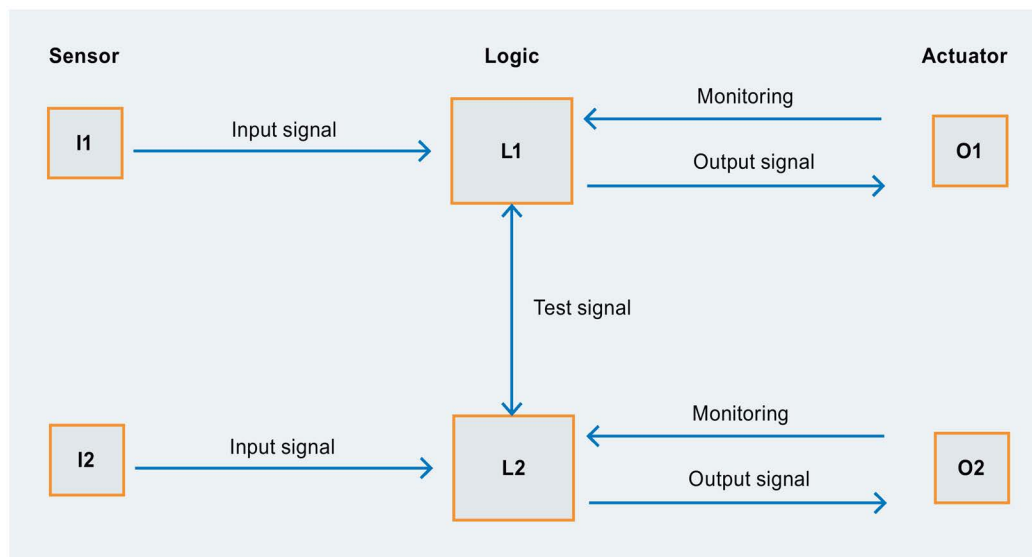 Sensor
Logic
Actuator
Monitoring
I1
Input signal
L1
Output signal
O1
Test signal
Monitoring
I2
Input signal
L2
Output signal
O2